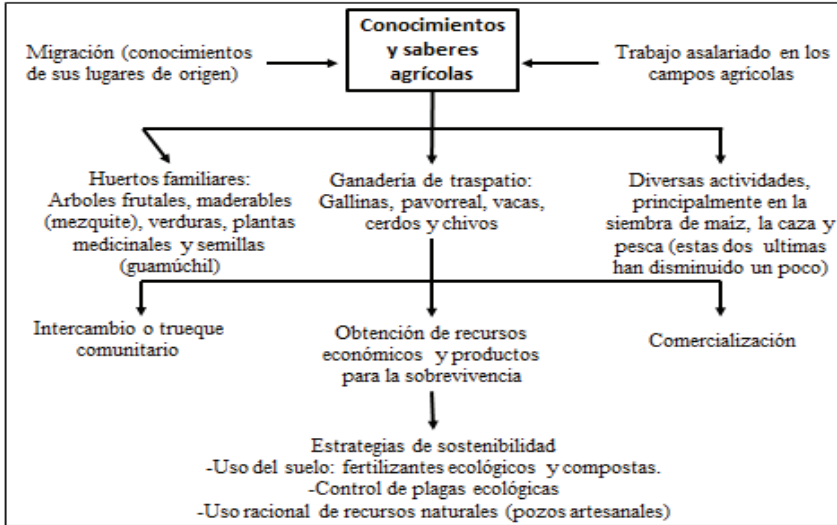 Conocimientos
y saberes
agrícolas
Migración (conocimientos
de sus lugares de origen)
Trabajo asalariado en los
campos agrícolas
Huertos familiares:
Arboles frutales, maderables
(mezquite), verduras, plantas
medicinales y semillas
(guamúchil)
Ganaderia de traspatio:
Gallinas, pavorreal, vacas,
cerdos y chivos
Diversas actividades,
principalmente en la
siembra de maíz, la caza y
pesca (estas dos ultimas
han disminuido un poco)
Intercambio o trueque
comunitario
Obtención de recursos
económicos y productos
para la sobrevivencia
Comercialización
Estrategias de sostenibilidad
-Uso del suelo: fertilizantes ecológicos y compostas.
-Control de plagas ecológicas
-Uso racional de recursos naturales (pozos artesanales)